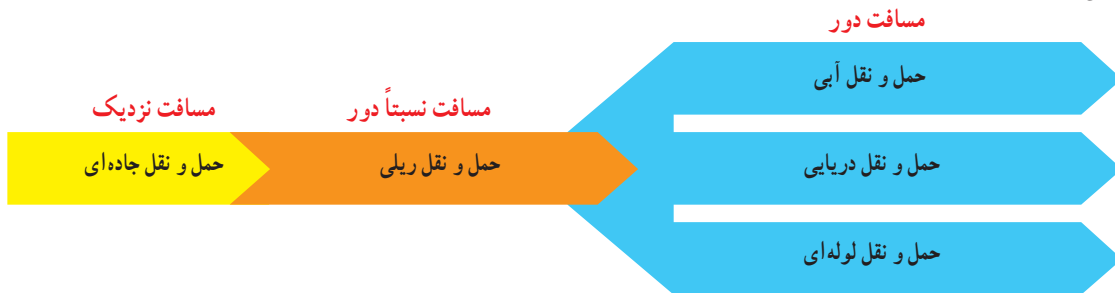 مسافت دور
حمل و نقل آبی
مسافت نسبتاً دور
مسافت نزدیک
حمل و نقل دریایی
حمل و نقل ریلی
حمل و نقل جاده‌ای
حمل و نقل لوله‌ای